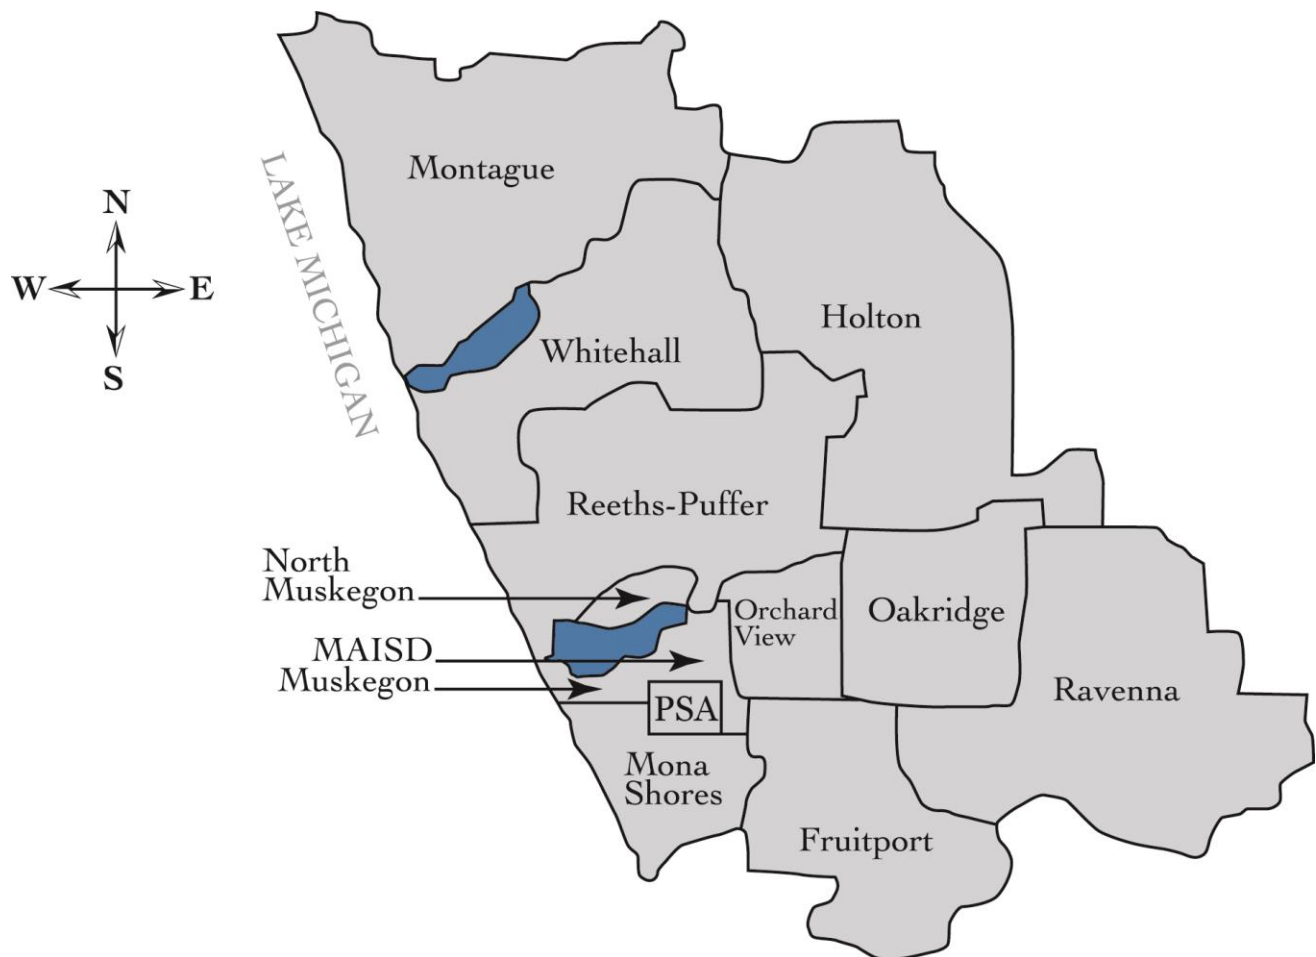 Montague
LAKE MICHIGAN
N
W
E
S
Holton
Whitehall
Reeths-Puffer
North
Muskegon
Orchard
View
Oakridge
MAISD
Muskegon
PSA
Ravenna
Mona
Shores
Fruitport